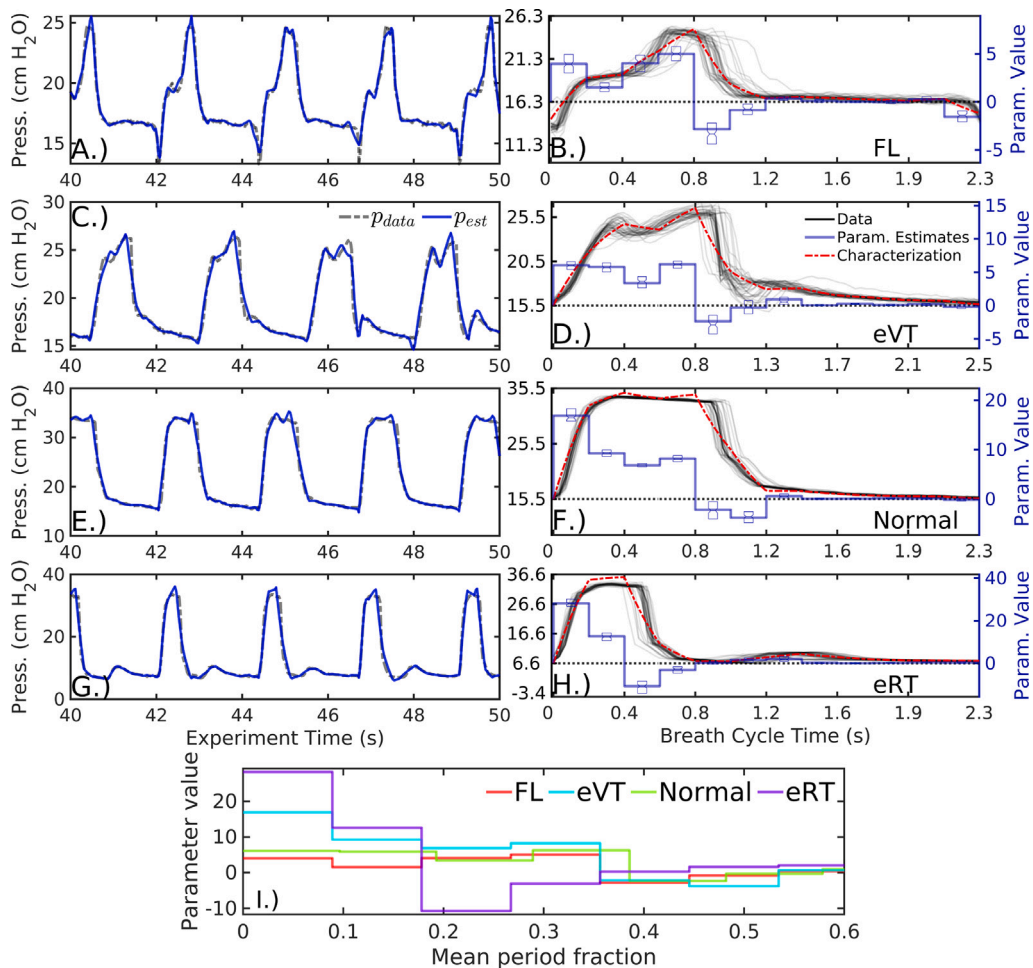 Press. (cm H2O)
25
20
15
A.)
40 42 44 46 48 50
26.3
21.3
16.3
11.3
B.)
FL
5
0
-5
Param. Value
0 0.4 0.8 1.2 1.6 1.9 2.3
Press. (cm H2O)
30
25
20
15
C.)
p_data p_est
40 42 44 46 48 50
25.5
20.5
15.5
D.)
eVT
Data
Param. Estimates
Characterization
15
10
5
0
-5
Param. Value
0 0.4 0.8 1.3 1.7 2.1 2.5
Press. (cm H2O)
40
30
20
10
E.)
40 42 44 46 48 50
35.5
25.5
15.5
F.)
Normal
20
10
0
Param. Value
0 0.4 0.8 1.2 1.6 1.9 2.3
Press. (cm H2O)
40
20
0
G.)
40 42 44 46 48 50
Experiment Time (s)
36.6
26.6
16.6
6.6
-3.4
H.)
eRT
40
20
0
Param. Value
0 0.4 0.8 1.2 1.6 1.9 2.3
Breath Cycle Time (s)
Parameter value
20
10
0
-10
I.)
FL eVT Normal eRT
0 0.1 0.2 0.3 0.4 0.5 0.6
Mean period fraction